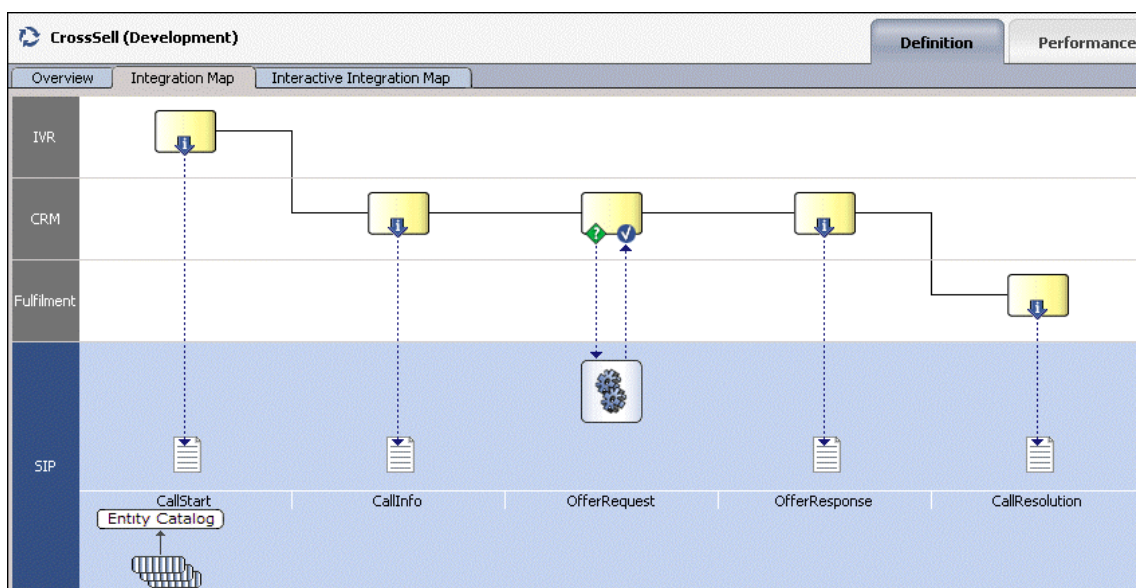 CrossSell (Development)
Definition
Performance
Overview
Integration Map
Interactive Integration Map
IVR
CRM
Fulfilment
SIP
CallStart
CallInfo
OfferRequest
OfferResponse
CallResolution
Entity Catalog